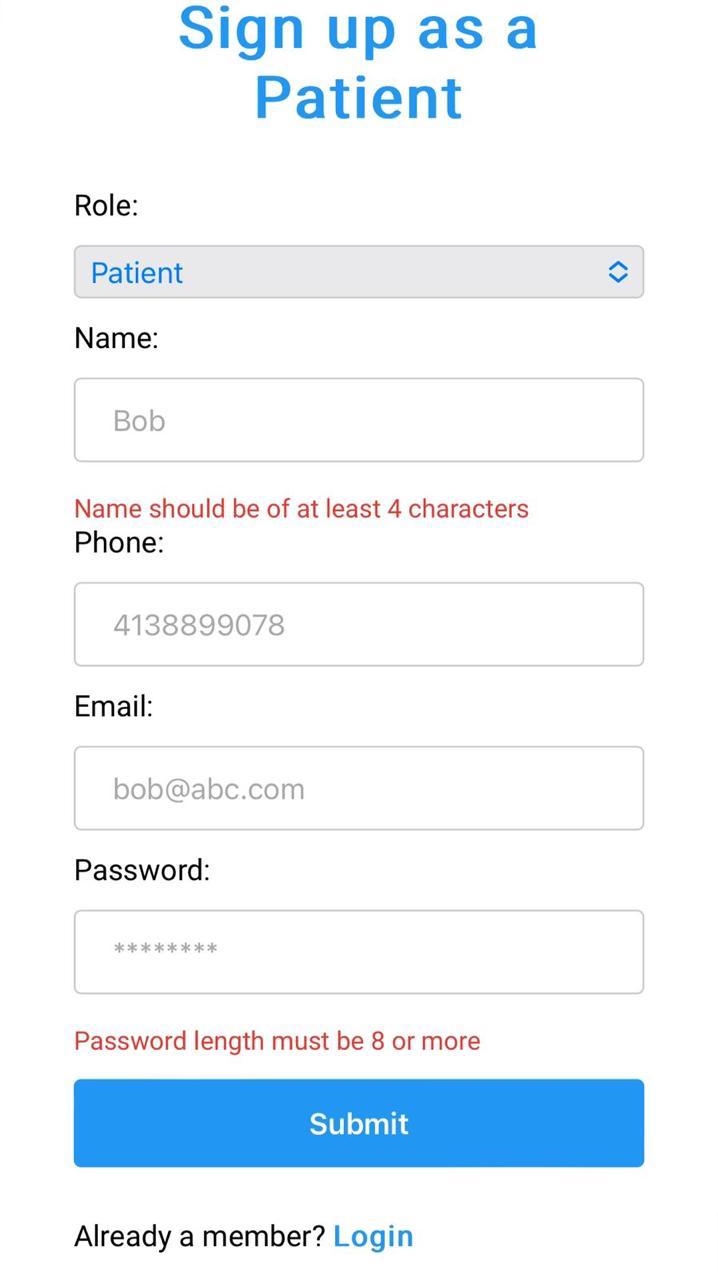 Sign up as a
Patient
Role:
Patient
Name:
Bob
Name should be of at least 4 characters
Phone:
4138899078
Email:
bob@abc.com
Password:
********
Password length must be 8 or more
Submit
Already a member? Login